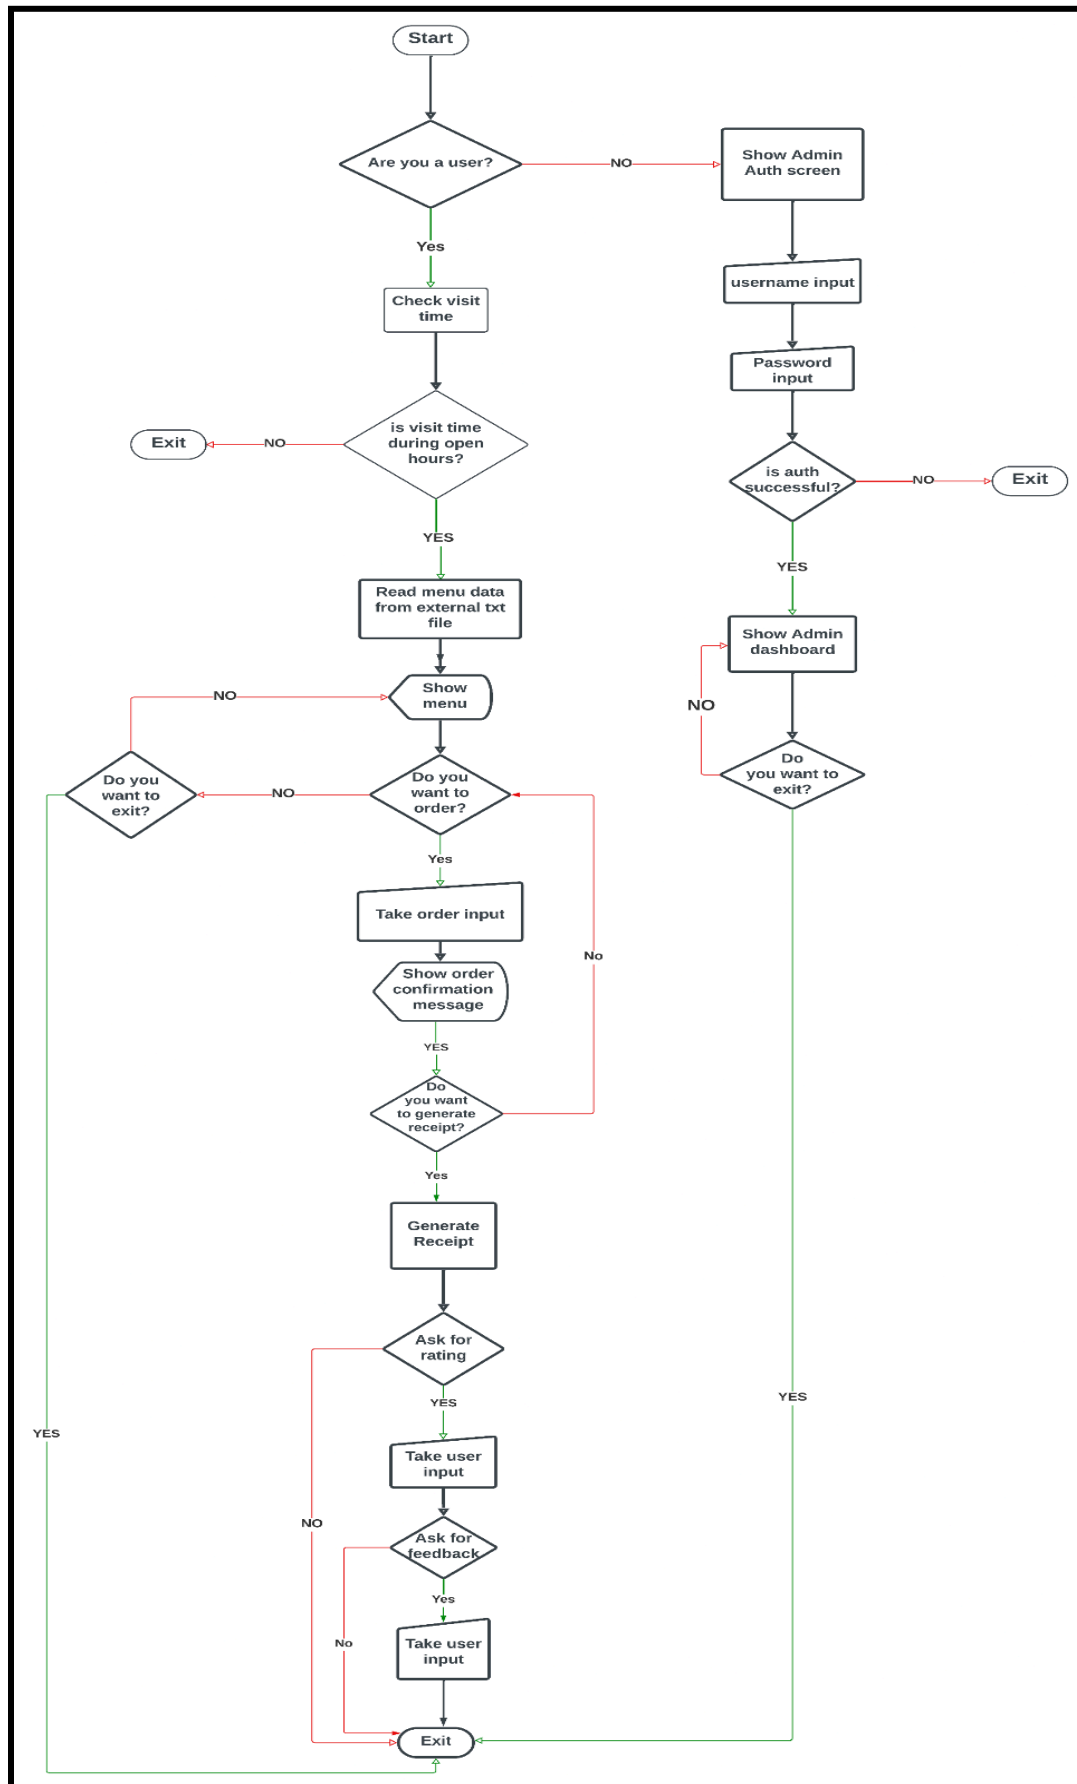 Start
Are you a user?
NO
Show Admin
Auth screen
Yes
username input
Check visit
time
Password
input
is visit time
during open
hours?
NO
Exit
is auth
successful?
NO
Exit
YES
YES
Read menu data
from external txt
file
Show Admin
dashboard
Show
menu
NO
NO
Do you
want to
order?
NO
Do you
want to
exit?
Do
you want to
exit?
Yes
Take order input
No
Show order
confirmation
message
YES
Do
you want
to generate
receipt?
Yes
Generate
Receipt
Ask for
rating
YES
YES
YES
Take user
input
NO
Ask for
feedback
Yes
No
Take user
input
Exit